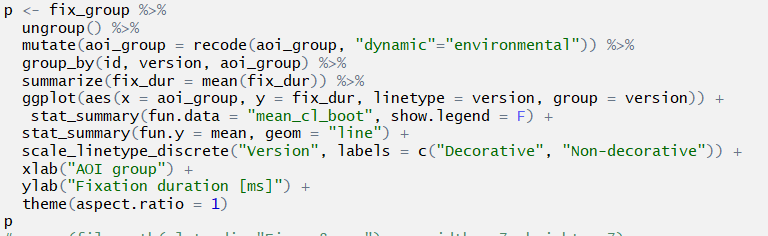 p <- fix_group %>%
  ungroup() %>%
  mutate(aoi_group = recode(aoi_group, "dynamic"="environmental")) %>%
  group_by(id, version, aoi_group) %>%
  summarize(fix_dur = mean(fix_dur)) %>%
  ggplot(aes(x = aoi_group, y = fix_dur, linetype = version, group = version)) +
   stat_summary(fun.data = "mean_cl_boot", show.legend = F) +
  stat_summary(fun.y = mean, geom = "line") +
  scale_linetype_discrete("Version", labels = c("Decorative", "Non-decorative")) +
  xlab("AOI group") +
  ylab("Fixation duration [ms]") +
  theme(aspect.ratio = 1)
p